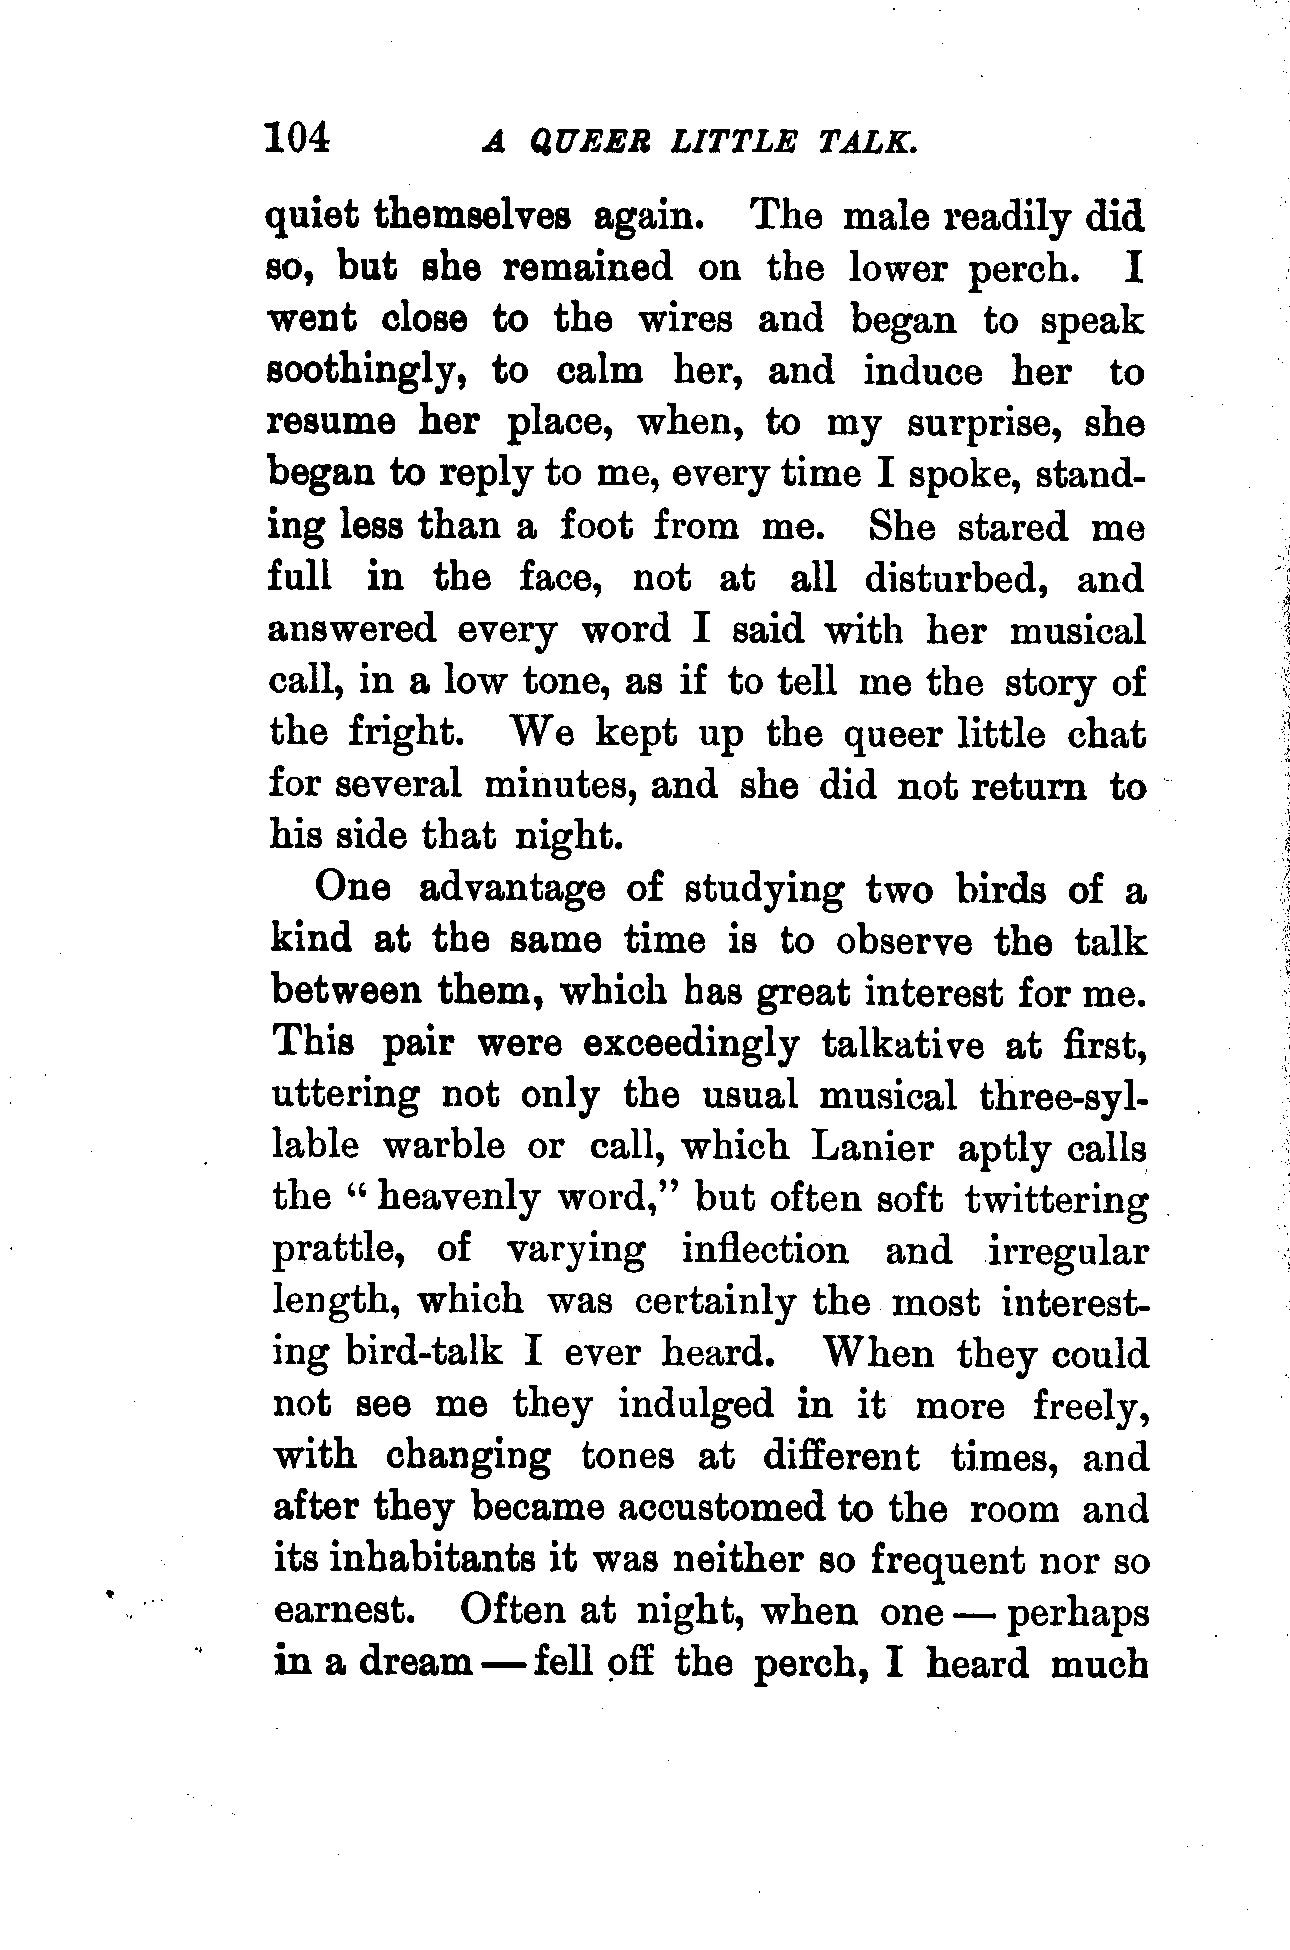 104 A QUEER LITTLE TALK.
quiet themselves again. The male readily did
so, but she remained on the lower perch. I
went close to the wires and began to speak
soothingly, to calm her, and induce her to
resume her place, when, to my surprise, she
began to reply to me, every time I spoke, stand-
ing less than a foot from me. She stared me
full in the face, not at all disturbed, and
answered every word I said with her musical
call, in a low tone, as if to tell me the story of
the fright. We kept up the queer little chat
for several minutes, and she did not return to
his side that night.
One advantage of studying two birds of a
kind at the same time is to observe the talk
between them, which has great interest for me.
This pair were exceedingly talkative at first,
uttering not only the usual musical three-syl-
lable warble or call, which Lanier aptly calls
the " heavenly word," but often soft twittering
prattle, of varying inflection and irregular
length, which was certainly the most interest-
ing bird-talk I ever heard. When they could
not see me they indulged in it more freely,
with changing tones at different times, and
after they became accustomed to the room and
its inhabitants it was neither so frequent nor so
earnest. Often at night, when one — perhaps
in a dream — fell off the perch, I heard much